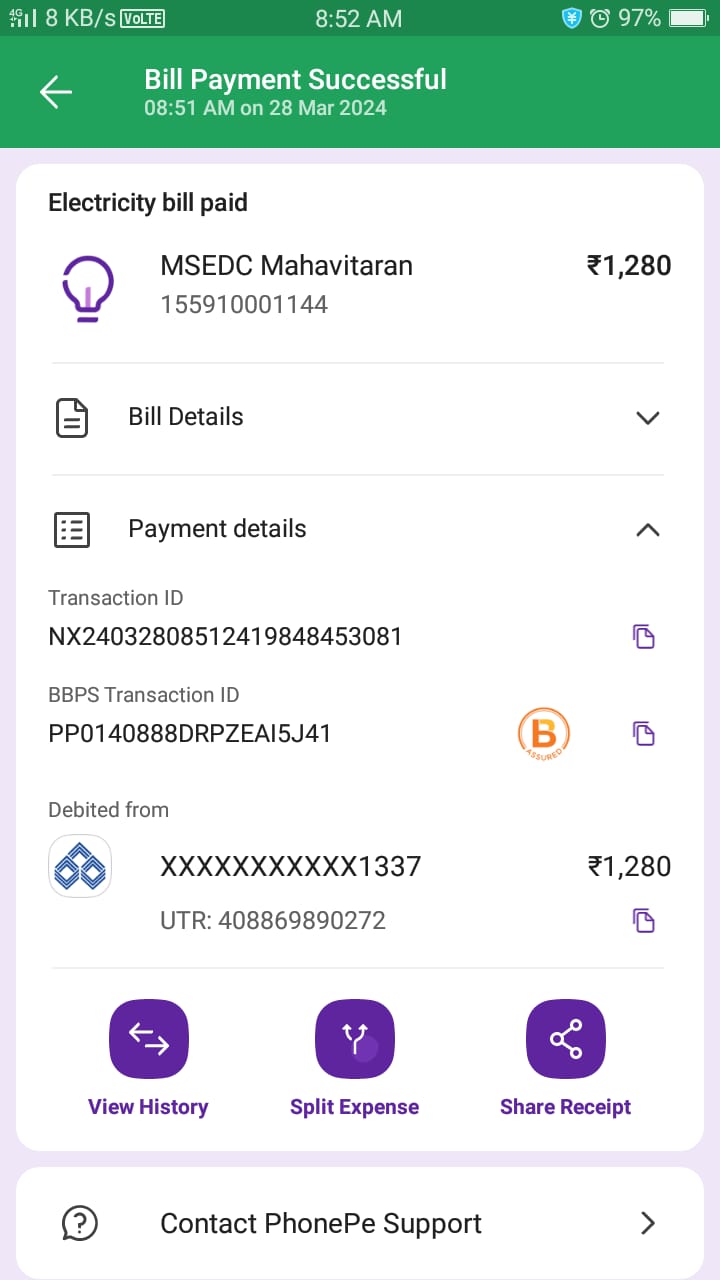 4G 8 KB/s VoLTE 8:52 AM 97%
Bill Payment Successful
08:51 AM on 28 Mar 2024
Electricity bill paid
MSEDC Mahavitaran ₹1,280
155910001144
Bill Details
Payment details
Transaction ID
NX24032808512419848453081
BBPS Transaction ID
PP0140888DRPZEAI5J41
B
ASSURED
Debited from
XXXXXXXXXXX1337 ₹1,280
UTR: 408869890272
View History Split Expense Share Receipt
Contact PhonePe Support